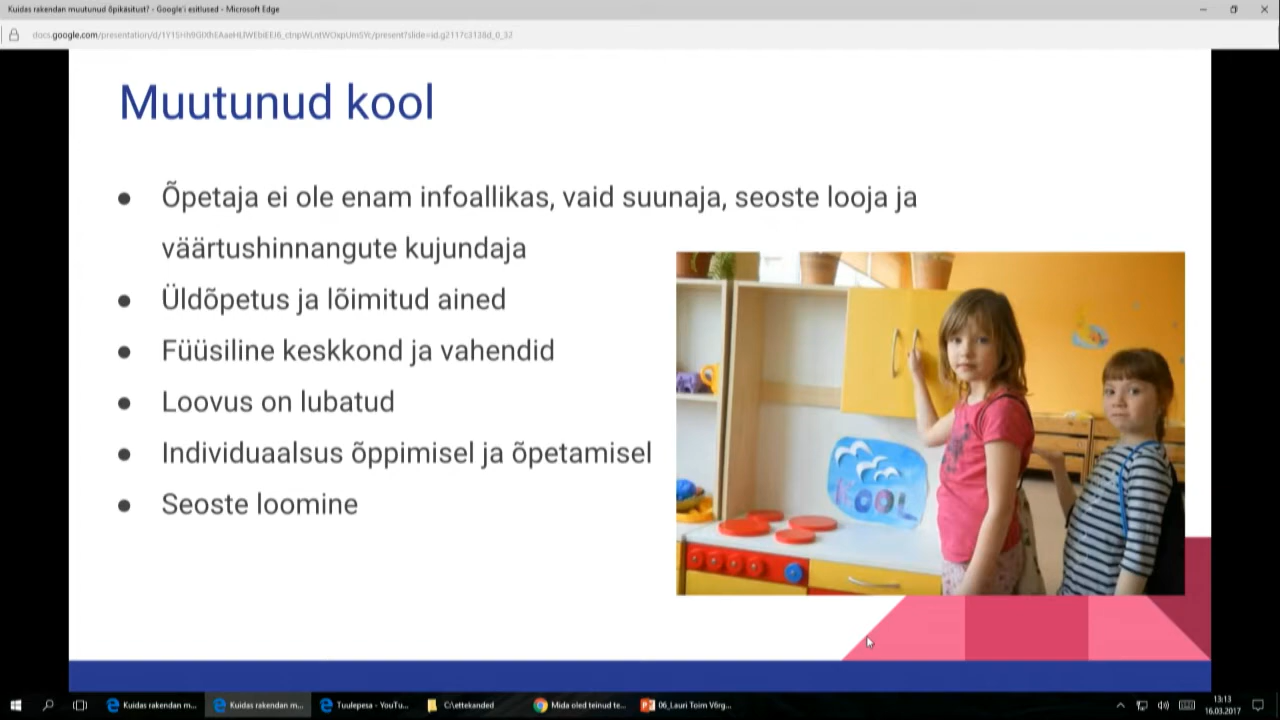 Kuidas rakendan muutunud õpikäsitust? - Google'i esitlused - Microsoft Edge
Muutunud kool
● Õpetaja ei ole enam infoallikas, vaid suunaja, seoste looja ja
väärtushinnangute kujundaja
● Üldõpetus ja lõimitud ained
● Füüsiline keskkond ja vahendid
● Loovus on lubatud
● Individuaalsus õppimisel ja õpetamisel
● Seoste loomine
KOOL
Kuidas rakendan m... Kuidas rakendan m... Tuulepesa - YouTu... C:\ettekanded Mida oled teinud te... 06_Lauri Toim Võrg... 13:13
16.03.2017